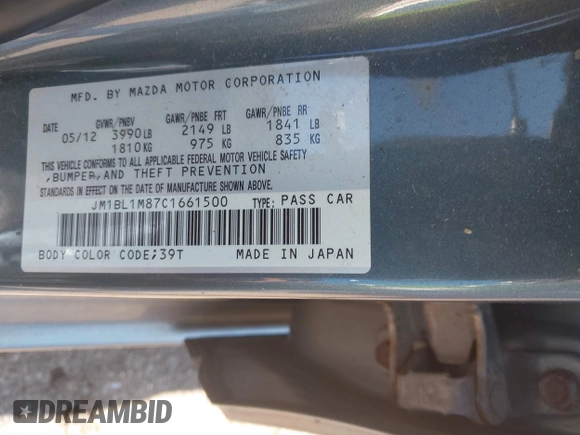 MFD. BY MAZDA MOTOR CORPORATION
DATE GVWR/PNBV GAWR/PNBE FRT GAWR/PNBE RR
05/12 3990 LB 2149 LB 1841 LB
1810 KG 975 KG 835 KG
THIS VEHICLE CONFORMS TO ALL APPLICABLE FEDERAL MOTOR VEHICLE SAFETY
,BUMPER,AND THEFT PREVENTION
STANDARDS IN EFFECT ON THE DATE OF MANUFACTURE SHOWN ABOVE.
JM1BL1M87C1661500 TYPE: PASS CAR
BODY COLOR CODE;39T MADE IN JAPAN
DREAMBID